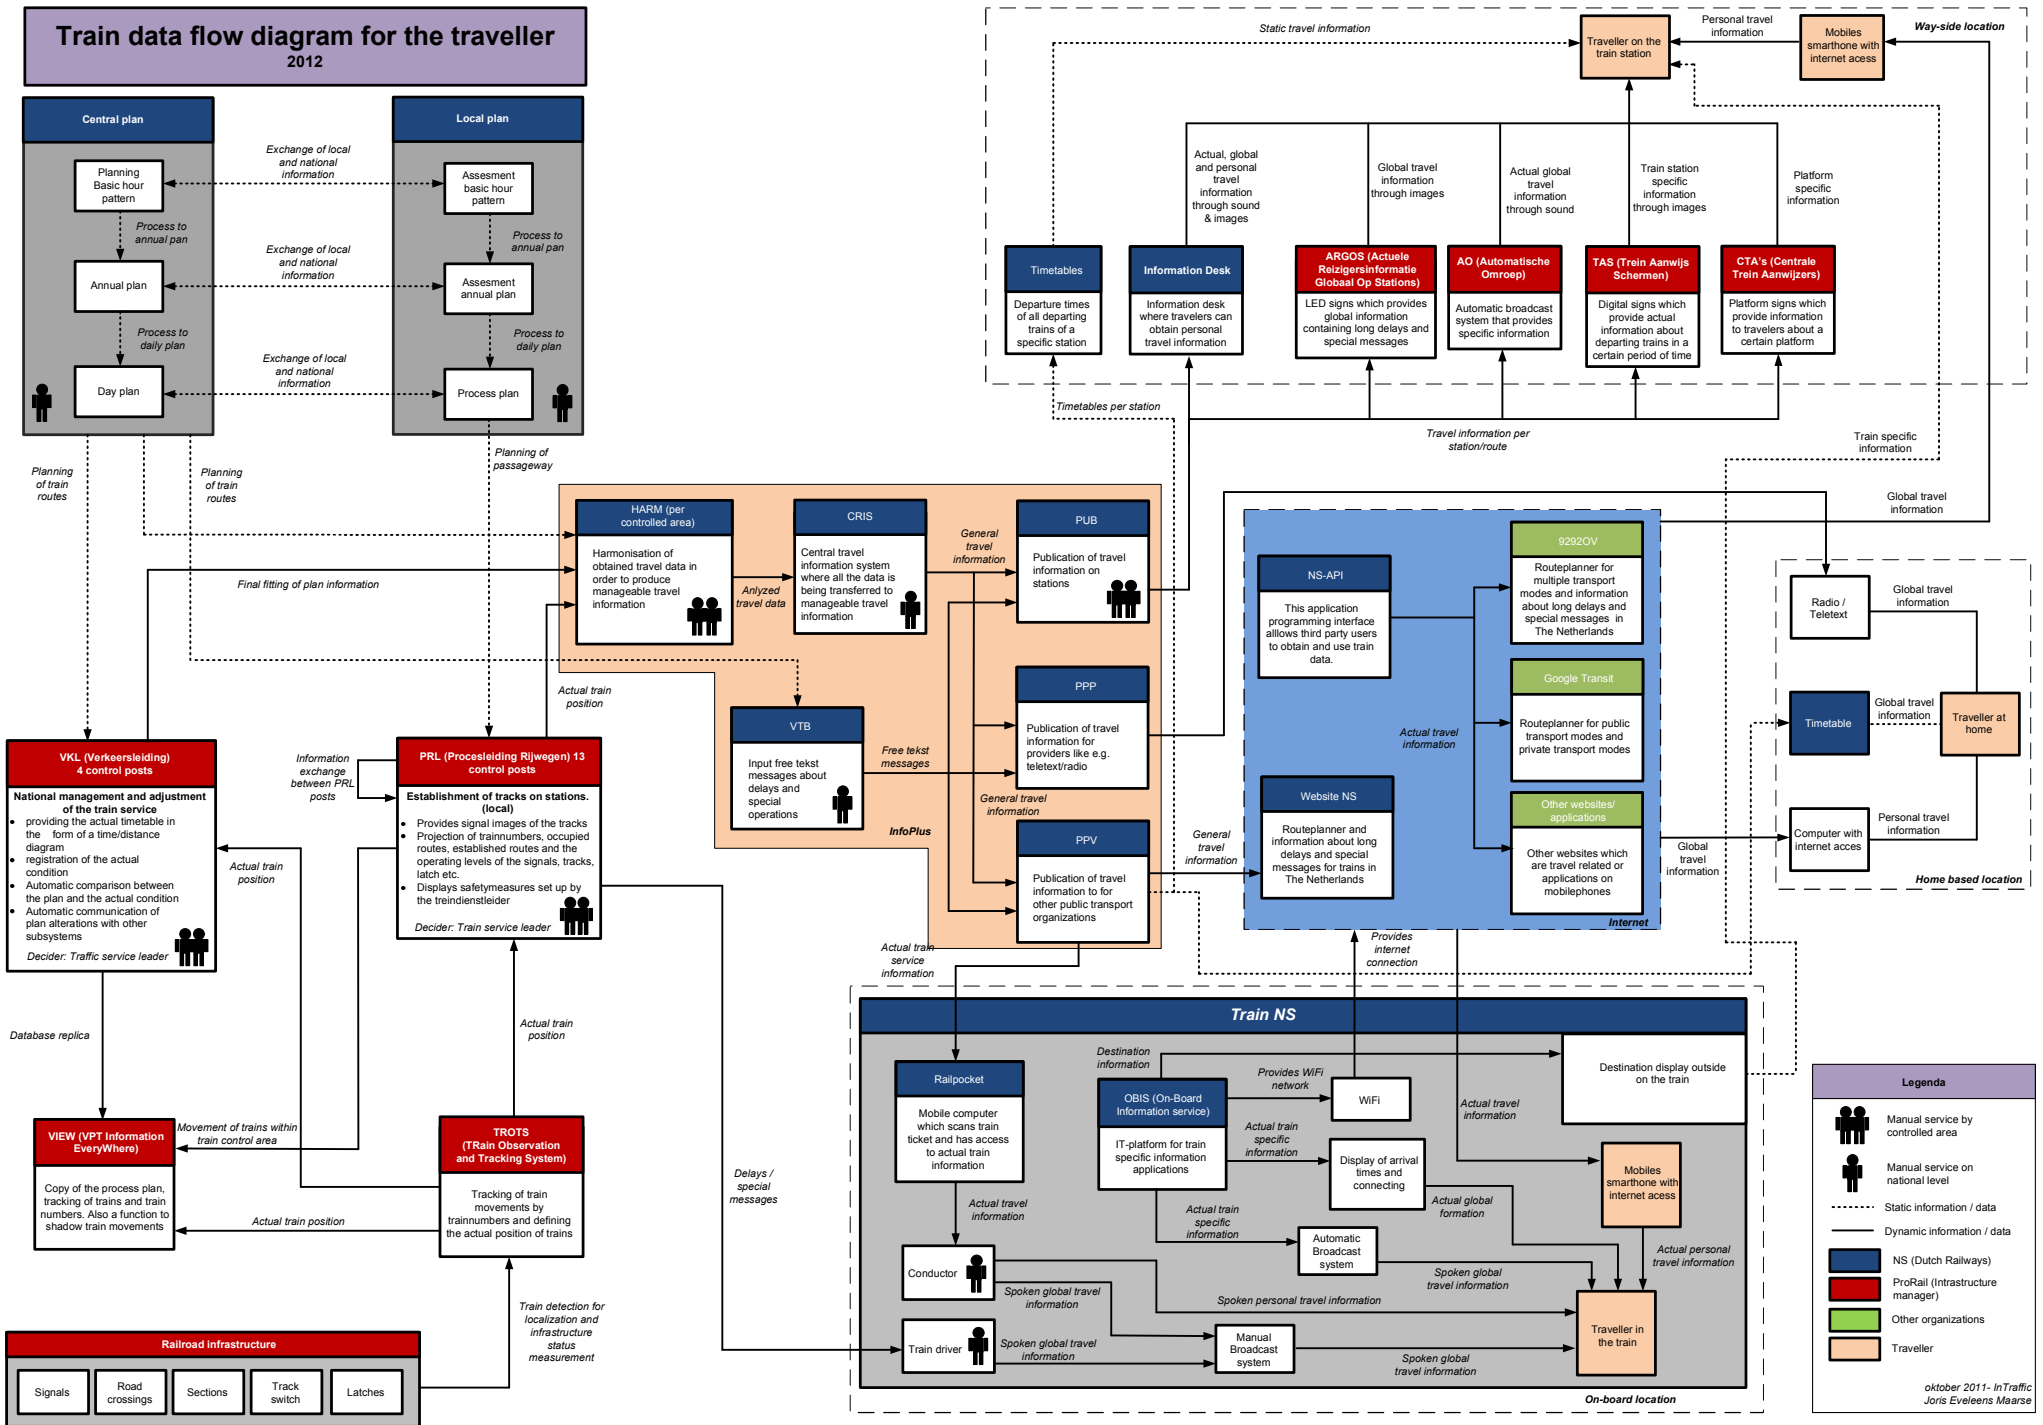 Train data flow diagram for the traveller
2012
Central plan
Planning
Basic hour
pattern
Process to
annual pan
Annual plan
Process to
daily plan
Day plan
Exchange of local
and national
information
Exchange of local
and national
information
Exchange of local
and national
information
Local plan
Assesment
basic hour
pattern
Process to
annual pan
Assesment
annual plan
Process to
daily plan
Process plan
Planning
of train
routes
Planning
of train
routes
Planning of
passageway
Static travel information
Traveller on the
train station
Personal travel
information
Mobiles
smarthone with
internet acess
Way-side location
Actual, global
and personal
travel
information
through sound
& images
Global travel
information
through images
Actual global
travel
information
through sound
Train station
specific
information
through images
Platform
specific
information
Timetables
Departure times
of all departing
trains of a
specific station
Information Desk
Information desk
where travelers can
obtain personal
travel information
ARGOS (Actuele
Reizigersinformatie
Globaal Op Stations)
LED signs which provides
global information
containing long delays and
special messages
AO (Automatische
Omroep)
Automatic broadcast
system that provides
specific information
TAS (Trein Aanwijs
Schermen)
Digital signs which
provide actual
information about
departing trains in a
certain period of time
CTA's (Centrale
Trein Aanwijzers)
Platform signs which
provide information
to travelers about a
certain platform
Timetables per station
Travel information per
station/route
Train specific
information
Global travel
information
HARM (per
controlled area)
Harmonisation of
obtained travel data in
order to produce
manageable travel
information
Anlyzed
travel data
CRIS
Central travel
information system
where all the data is
being transferred to
manageable travel
information
General
travel
information
PUB
Publication of travel
information on
stations
PPP
Publication of travel
information for
providers like e.g.
teletext/radio
VTB
Input free tekst
messages about
delays and
special
operations
Free tekst
messages
General travel
information
InfoPlus
PPV
Publication of travel
information to for
other public transport
organizations
Final fitting of plan information
Actual train
position
General
travel
information
NS-API
This application
programming interface
alllows third party users
to obtain and use train
data.
Website NS
Routeplanner and
information about long
delays and special
messages for trains in
The Netherlands
Actual travel
information
9292OV
Routeplanner for
multiple transport
modes and information
about long delays and
special messages in
The Netherlands
Google Transit
Routeplanner for public
transport modes and
private transport modes
Other websites/
applications
Other websites which
are travel related or
applications on
mobilephones
Internet
Global
travel
information
Radio /
Teletext
Global travel
information
Timetable
Global travel
information
Traveller at
home
Computer with
internet acces
Personal travel
information
Home based location
VKL (Verkeersleiding)
4 control posts
National management and adjustment
of the train service
• providing the actual timetable in
the form of a time/distance
diagram
• registration of the actual
condition
• Automatic comparison between
the plan and the actual condition
• Automatic communication of
plan alterations with other
subsystems
Decider: Traffic service leader
Information
exchange
between PRL
posts
PRL (Procesleiding Rijwegen) 13
control posts
Establishment of tracks on stations.
(local)
• Provides signal images of the tracks
• Projection of trainnumbers, occupied
routes, established routes and the
operating levels of the signals, tracks,
latch etc.
• Displays safetymeasures set up by
the treindienstleider
Decider: Train service leader
Actual train
position
Database replica
Actual train
position
VIEW (VPT Information
EveryWhere)
Copy of the process plan,
tracking of trains and train
numbers. Also a function to
shadow train movements
Movement of trains within
train control area
TROTS
(TRain Observation
and Tracking System)
Tracking of train
movements by
trainnumbers and defining
the actual position of trains
Actual train position
Delays /
special
messages
Train detection for
localization and
infrastructure
status
measurement
Railroad infrastructure
Signals
Road
crossings
Sections
Track
switch
Latches
Actual train
service
information
Provides
internet
connection
Train NS
Railpocket
Mobile computer
which scans train
ticket and has access
to actual train
information
Actual travel
information
Conductor
Train driver
Spoken global travel
information
Spoken global travel
information
Destination
information
OBIS (On-Board
Information service)
IT-platform for train
specific information
applications
Provides WiFi
network
WiFi
Actual train
specific
information
Display of arrival
times and
connecting
Actual train
specific
information
Automatic
Broadcast
system
Actual global
formation
Spoken global
travel information
Spoken personal travel information
Manual
Broadcast
system
Spoken global
travel information
Destination display outside
on the train
Actual travel
information
Mobiles
smarthone with
internet acess
Actual personal
travel information
Traveller in
the train
On-board location
Legenda
Manual service by
controlled area
Manual service on
national level
Static information / data
Dynamic information / data
NS (Dutch Railways)
ProRail (Intrastructure
manager)
Other organizations
Traveller
oktober 2011- InTraffic
Joris Eveleens Maarse